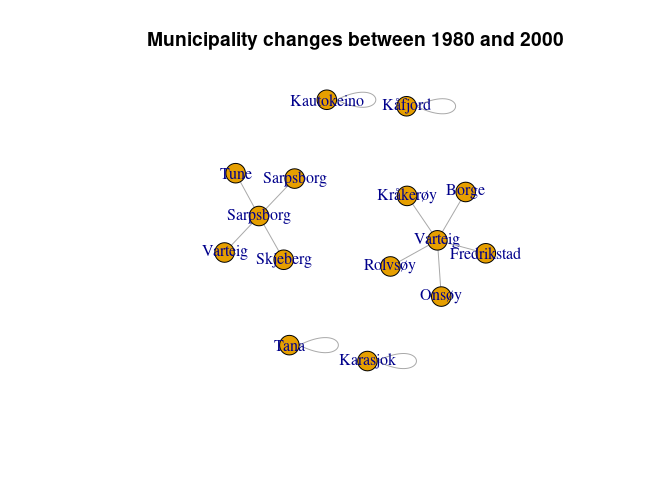 Municipality changes between 1980 and 2000
Kautokeino
Kåfjord
Tune
Sarpsborg
Kråkerøy
Borge
Sarpsborg
Varteig
Varteig
Skjeberg
Fredrikstad
Rolvsøy
Onsøy
Tana
Karasjok